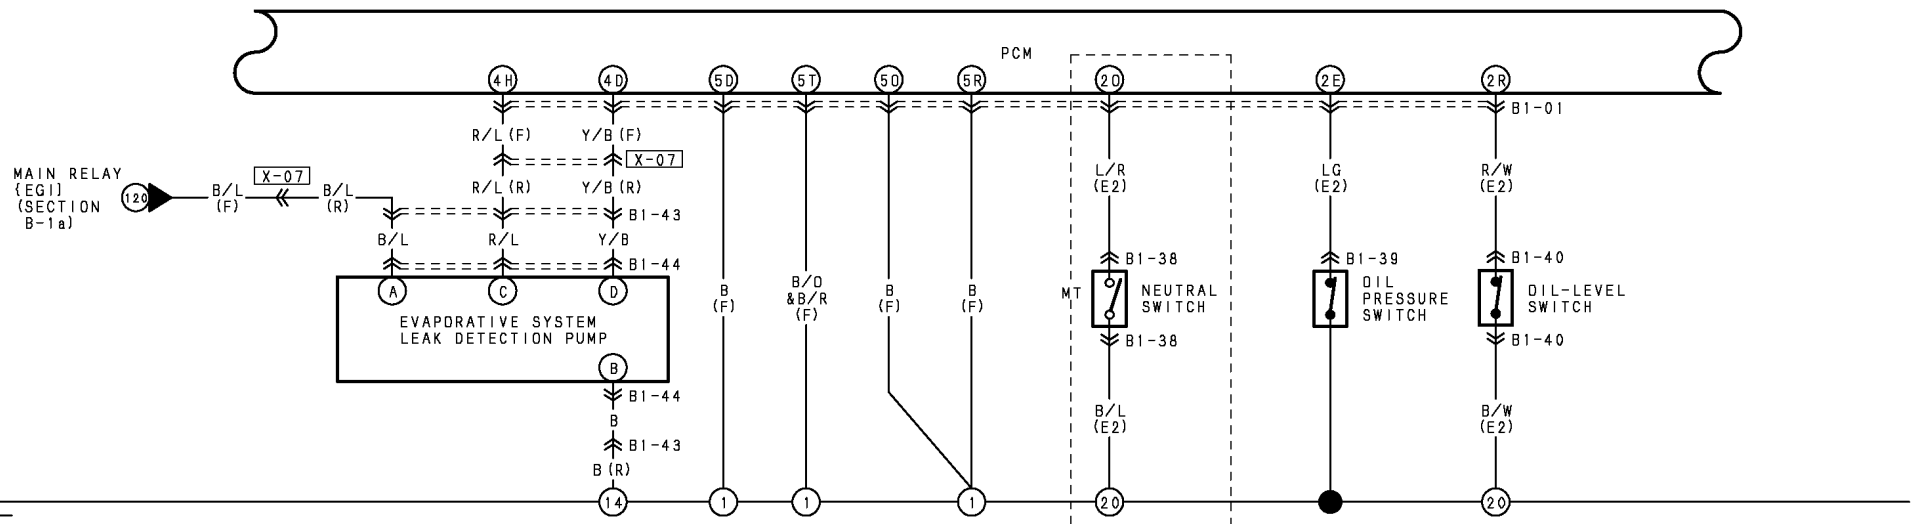 PCM
4H 4D 5D 5T 5O 5R 2O 2E 2R
B1-01
R/L (F) Y/B (F)
X-07
MAIN RELAY
(EGI)
(SECTION
B-1a)
120
B/L
(F)
X-07
B/L
(R)
R/L (R) Y/B (R)
B1-43
B/L R/L Y/B
B1-44
A C D
EVAPORATIVE SYSTEM
LEAK DETECTION PUMP
B
B1-44
B
B1-43
B (R)
B
(F)
B/O
&B/R
(F)
B
(F)
B
(F)
L/R
(E2)
B1-38
MT
NEUTRAL
SWITCH
B1-38
B/L
(E2)
LG
(E2)
B1-39
OIL
PRESSURE
SWITCH
R/W
(E2)
B1-40
OIL-LEVEL
SWITCH
B1-40
B/W
(E2)
14 1 1 1 20 20